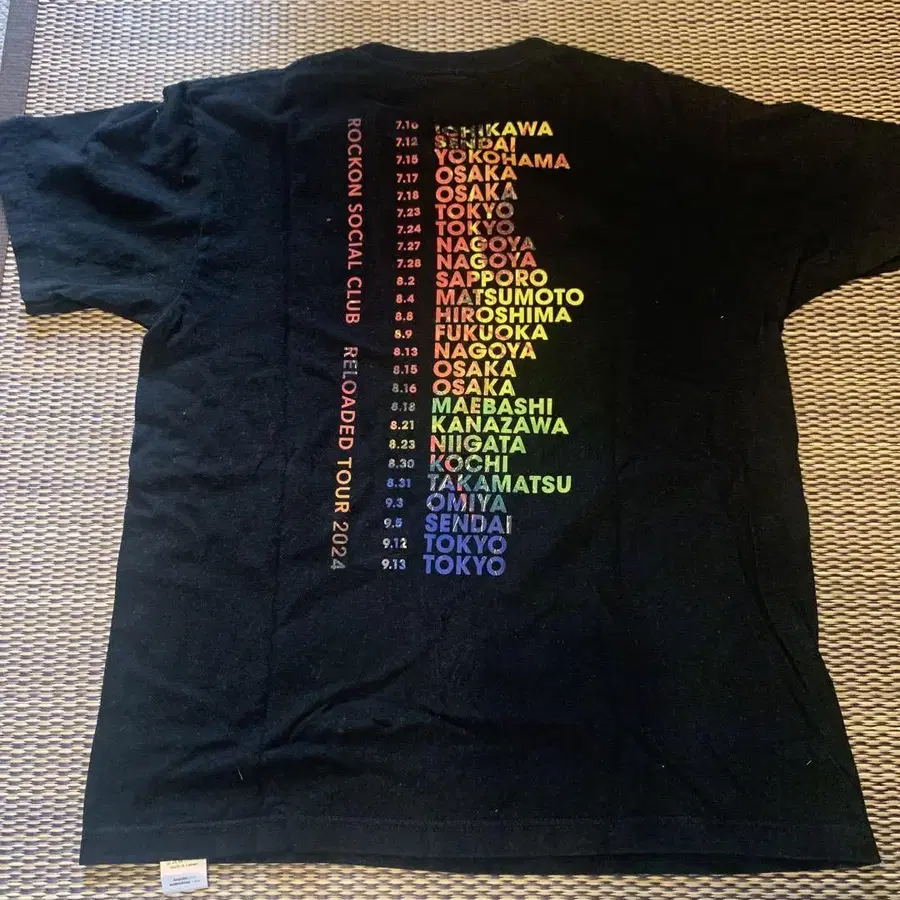 ROCKON SOCIAL CLUB RELOADED TOUR 2024
7.10 ICHIKAWA
7.12 SENDAI
7.15 YOKOHAMA
7.17 OSAKA
7.18 OSAKA
7.23 TOKYO
7.24 TOKYO
7.27 NAGOYA
7.28 NAGOYA
8.2 SAPPORO
8.4 MATSUMOTO
8.8 HIROSHIMA
8.9 FUKUOKA
8.13 NAGOYA
8.15 OSAKA
8.16 OSAKA
8.18 MAEBASHI
8.21 KANAZAWA
8.23 NIIGATA
8.30 KOCHI
8.31 TAKAMATSU
9.3 OMIYA
9.5 SENDAI
9.12 TOKYO
9.13 TOKYO